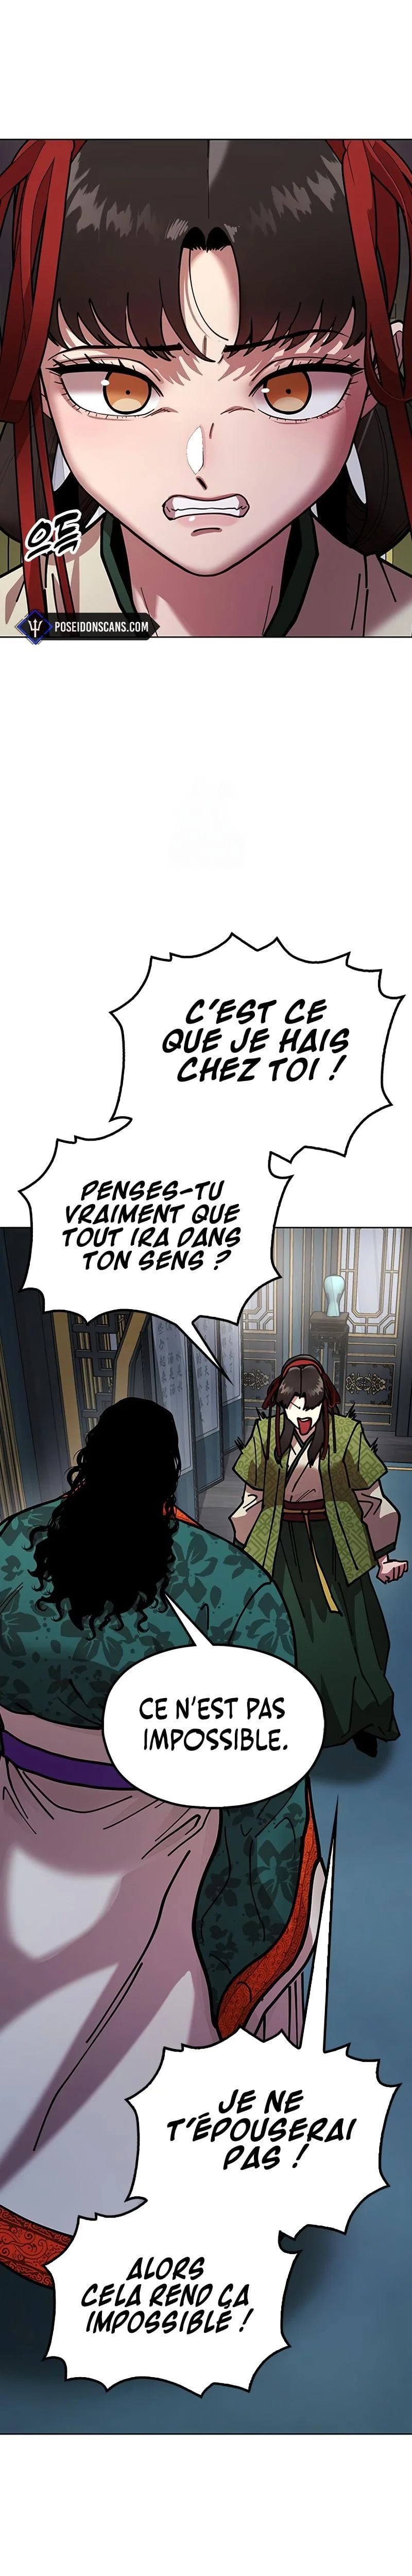 으득
POSEIDONSCANS.COM
C'EST CE
QUE JE HAIS
CHEZ TOI !
PENSES-TU
VRAIMENT QUE
TOUT IRA DANS
TON SENS ?
CE N'EST PAS
IMPOSSIBLE.
JE NE
T'ÉPOUSERAI
PAS !
ALORS
CELA REND ÇA
IMPOSSIBLE !